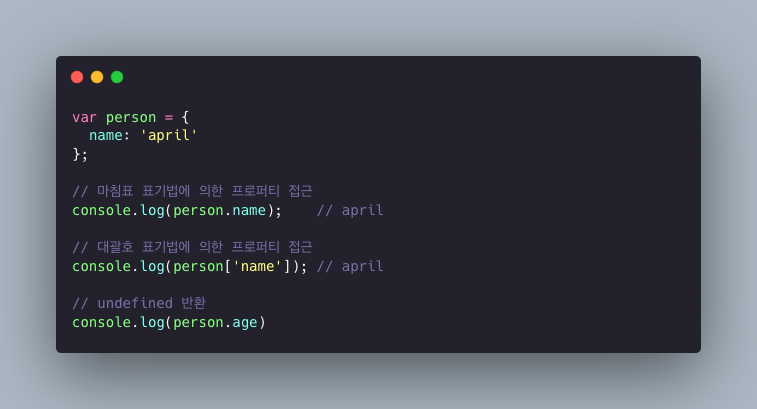 var person = {
  name: 'april'
};
// 마침표 표기법에 의한 프로퍼티 접근
console.log(person.name);    // april
// 대괄호 표기법에 의한 프로퍼티 접근
console.log(person['name']); // april
// undefined 반환
console.log(person.age)